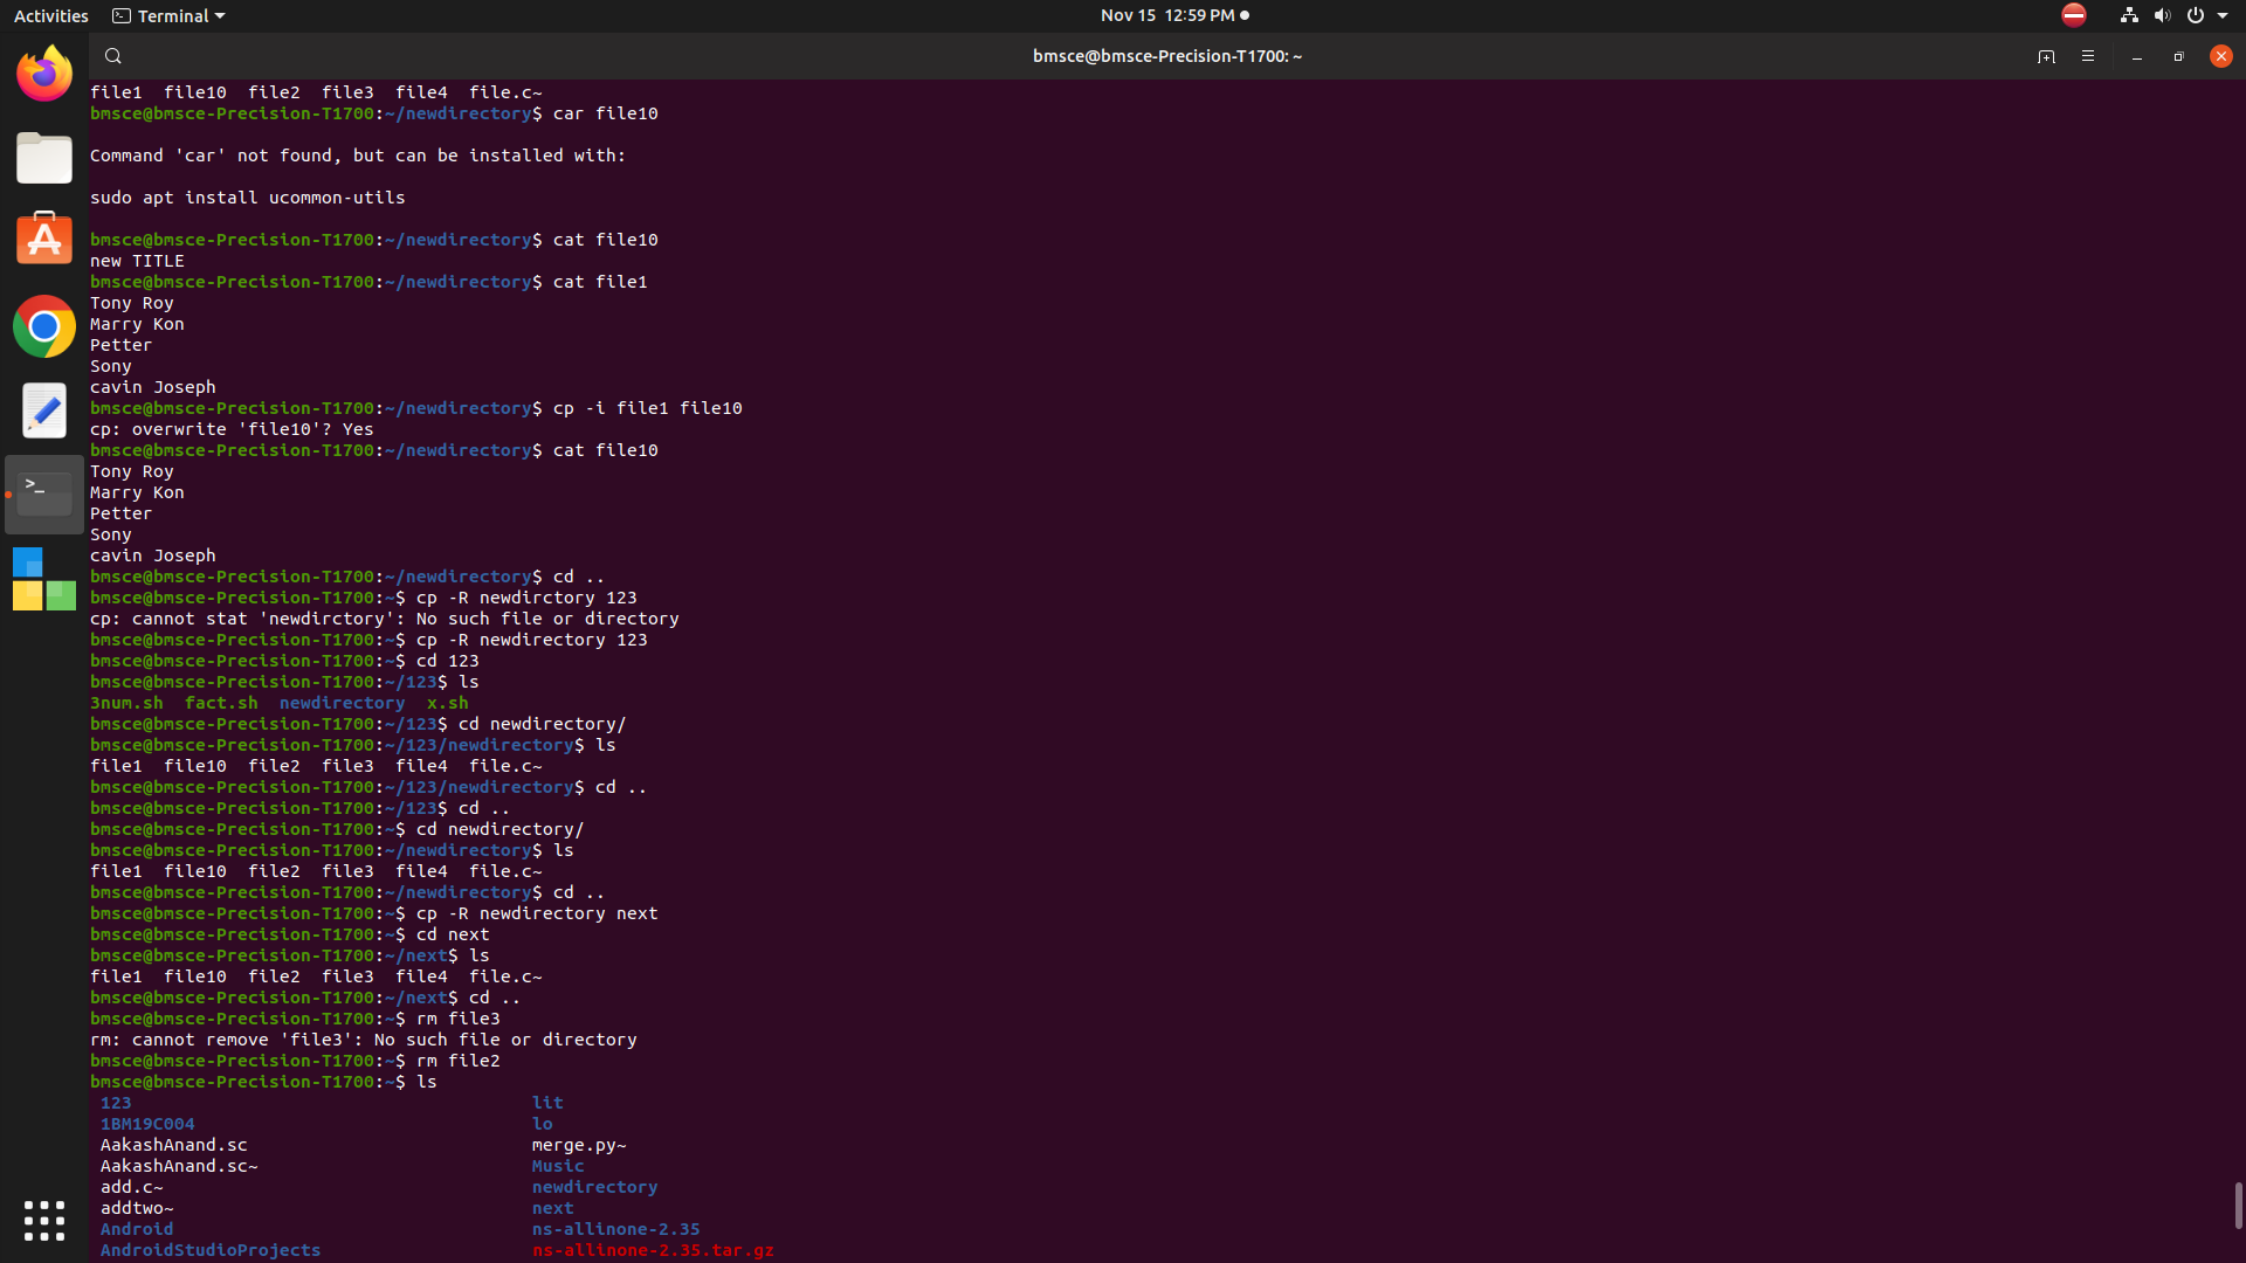 Activities Terminal Nov 15 12:59 PM
bmsce@bmsce-Precision-T1700: ~
file1 file10 file2 file3 file4 file.c~
bmsce@bmsce-Precision-T1700:~/newdirectory$ car file10
Command 'car' not found, but can be installed with:
sudo apt install ucommon-utils
bmsce@bmsce-Precision-T1700:~/newdirectory$ cat file10
new TITLE
bmsce@bmsce-Precision-T1700:~/newdirectory$ cat file1
Tony Roy
Marry Kon
Petter
Sony
cavin Joseph
bmsce@bmsce-Precision-T1700:~/newdirectory$ cp -i file1 file10
cp: overwrite 'file10'? Yes
bmsce@bmsce-Precision-T1700:~/newdirectory$ cat file10
Tony Roy
Marry Kon
Petter
Sony
cavin Joseph
bmsce@bmsce-Precision-T1700:~/newdirectory$ cd ..
bmsce@bmsce-Precision-T1700:~$ cp -R newdirctory 123
cp: cannot stat 'newdirctory': No such file or directory
bmsce@bmsce-Precision-T1700:~$ cp -R newdirectory 123
bmsce@bmsce-Precision-T1700:~$ cd 123
bmsce@bmsce-Precision-T1700:~/123$ ls
3num.sh fact.sh newdirectory x.sh
bmsce@bmsce-Precision-T1700:~/123$ cd newdirectory/
bmsce@bmsce-Precision-T1700:~/123/newdirectory$ ls
file1 file10 file2 file3 file4 file.c~
bmsce@bmsce-Precision-T1700:~/123/newdirectory$ cd ..
bmsce@bmsce-Precision-T1700:~/123$ cd ..
bmsce@bmsce-Precision-T1700:~$ cd newdirectory/
bmsce@bmsce-Precision-T1700:~/newdirectory$ ls
file1 file10 file2 file3 file4 file.c~
bmsce@bmsce-Precision-T1700:~/newdirectory$ cd ..
bmsce@bmsce-Precision-T1700:~$ cp -R newdirectory next
bmsce@bmsce-Precision-T1700:~$ cd next
bmsce@bmsce-Precision-T1700:~/next$ ls
file1 file10 file2 file3 file4 file.c~
bmsce@bmsce-Precision-T1700:~/next$ cd ..
bmsce@bmsce-Precision-T1700:~$ rm file3
rm: cannot remove 'file3': No such file or directory
bmsce@bmsce-Precision-T1700:~$ rm file2
bmsce@bmsce-Precision-T1700:~$ ls
123 lit
1BM19C004 lo
AakashAnand.sc merge.py~
AakashAnand.sc~ Music
add.c~ newdirectory
addtwo~ next
Android ns-allinone-2.35
AndroidStudioProjects ns-allinone-2.35.tar.gz